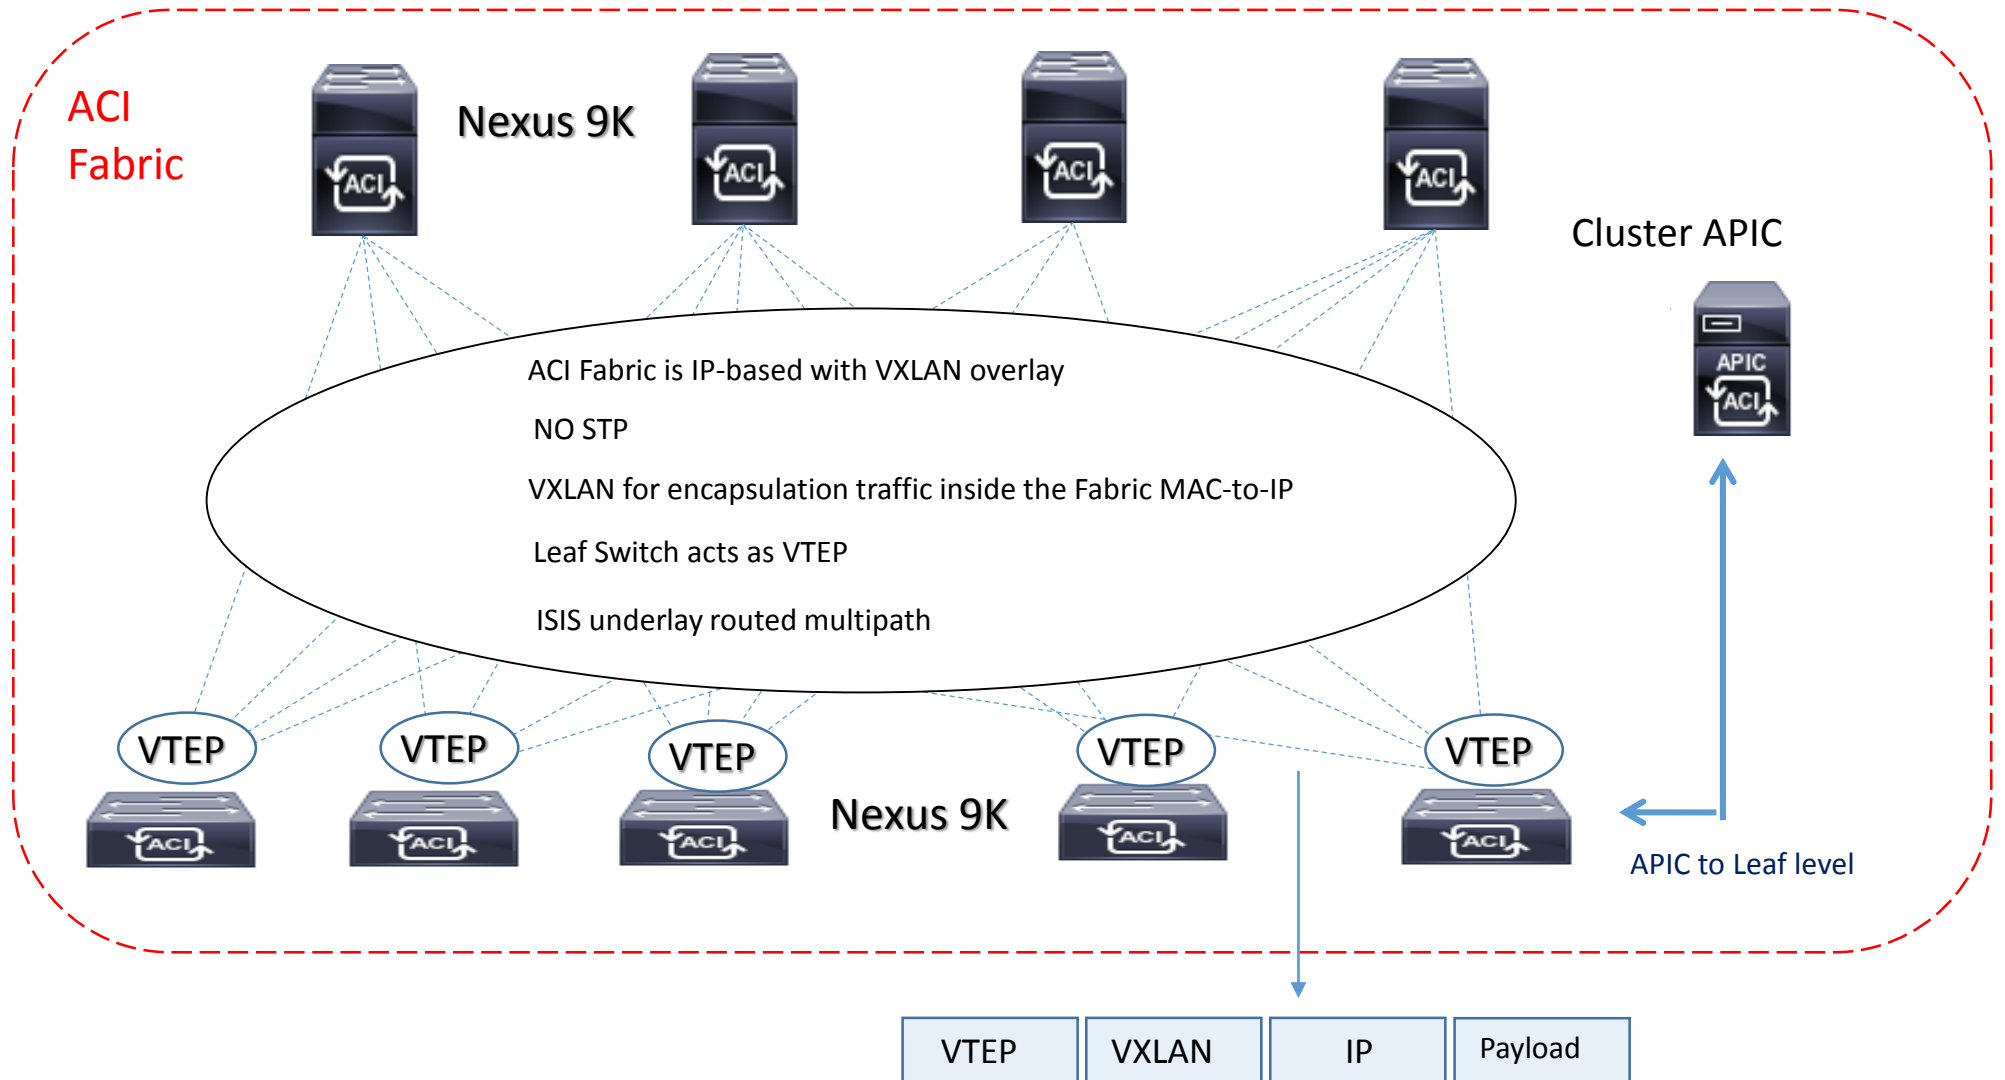 ACI
Fabric
Nexus 9K
ACI
ACI
ACI
ACI
Cluster APIC
APIC
ACI
ACI Fabric is IP-based with VXLAN overlay
NO STP
VXLAN for encapsulation traffic inside the Fabric MAC-to-IP
Leaf Switch acts as VTEP
ISIS underlay routed multipath
VTEP
VTEP
VTEP
VTEP
VTEP
Nexus 9K
ACI
ACI
ACI
ACI
ACI
APIC to Leaf level
VTEP
VXLAN
IP
Payload